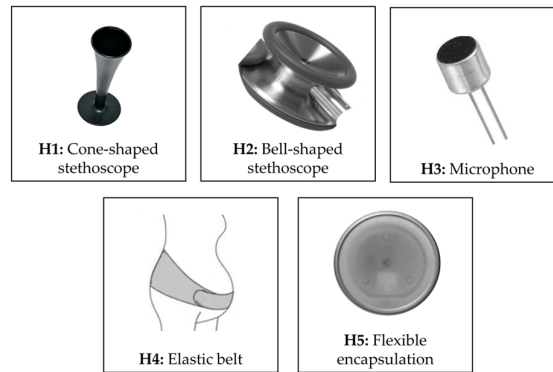 H1: Cone-shaped
stethoscope
H2: Bell-shaped
stethoscope
H3: Microphone
H4: Elastic belt
H5: Flexible
encapsulation